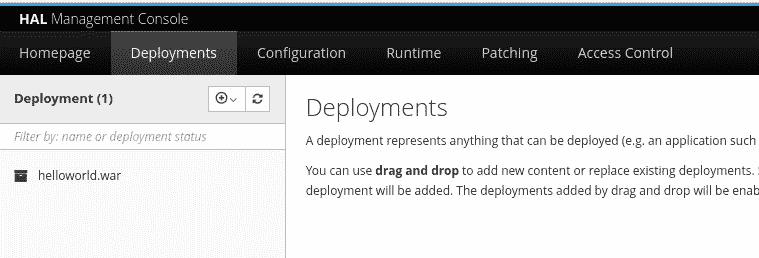 HAL Management Console
Homepage Deployments Configuration Runtime Patching Access Control
Deployment (1)
Filter by: name or deployment status
helloworld.war
Deployments
A deployment represents anything that can be deployed (e.g. an application such
You can use drag and drop to add new content or replace existing deployments.
deployment will be added. The deployments added by drag and drop will be